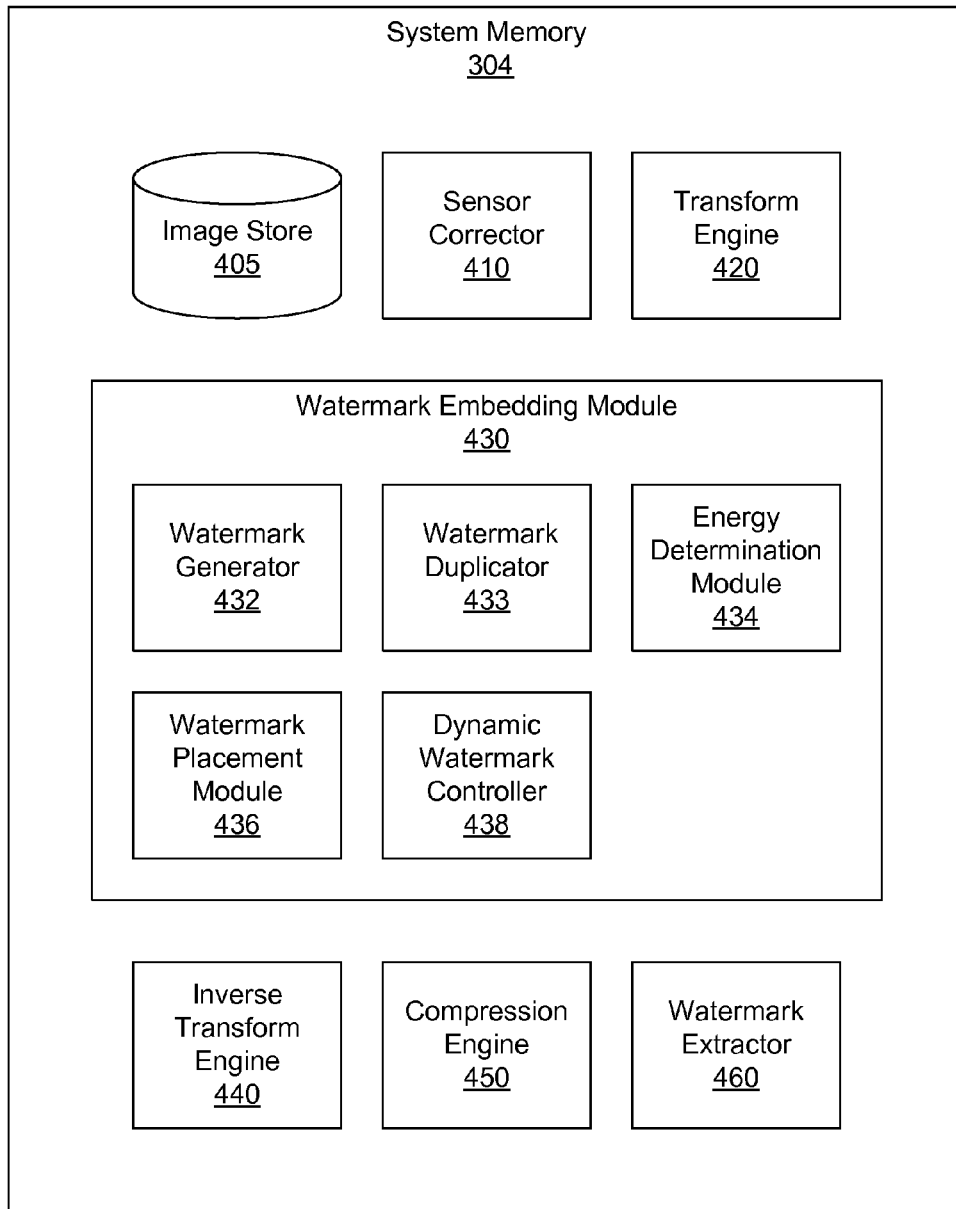 System Memory
304
Image Store
405
Sensor
Corrector
410
Transform
Engine
420
Watermark Embedding Module
430
Watermark
Generator
432
Watermark
Duplicator
433
Energy
Determination
Module
434
Watermark
Placement
Module
436
Dynamic
Watermark
Controller
438
Inverse
Transform
Engine
440
Compression
Engine
450
Watermark
Extractor
460